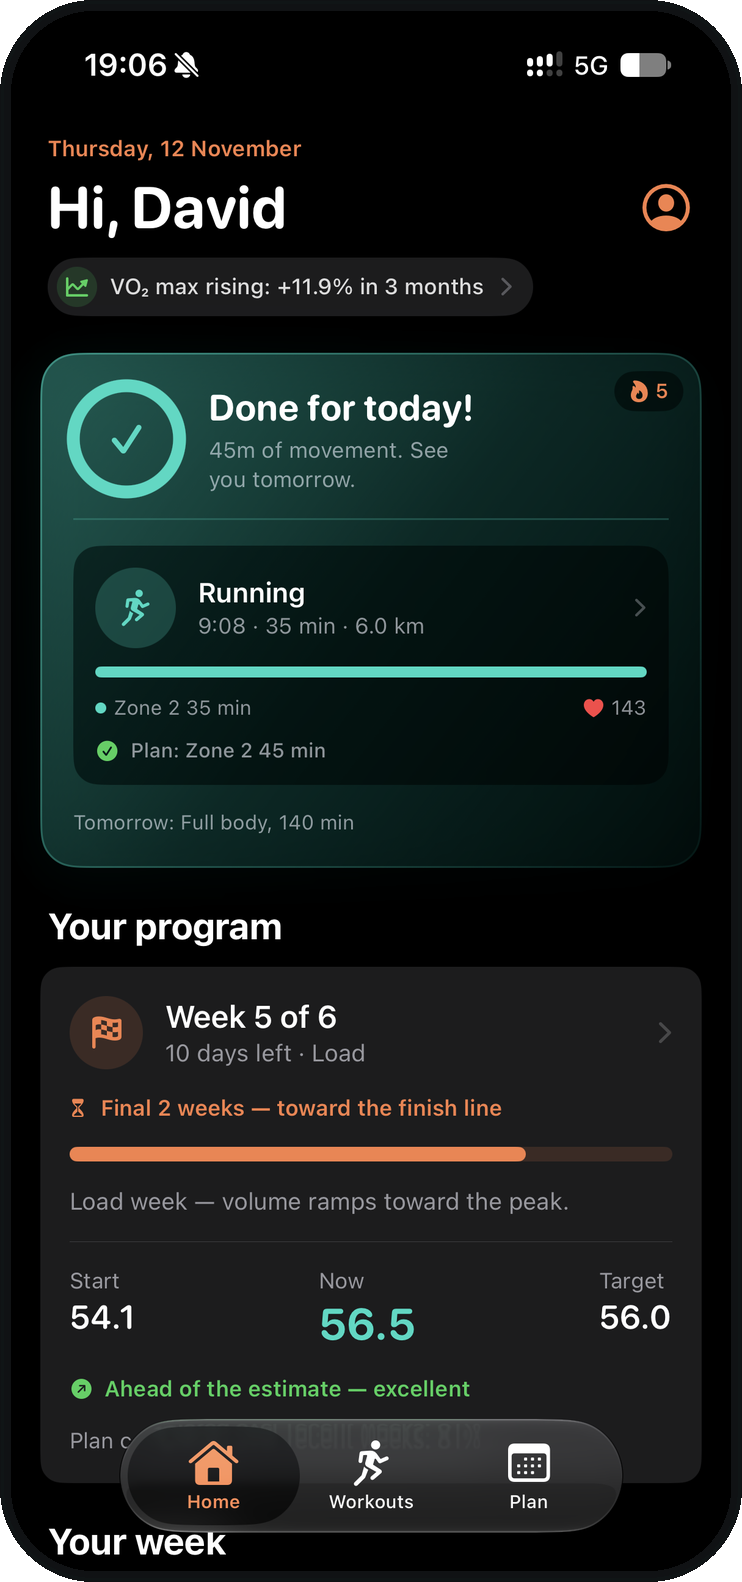 19:06
5G
Thursday, 12 November
Hi, David
VO₂ max rising: +11.9% in 3 months
5
Done for today!
45m of movement. See
you tomorrow.
Running
9:08 · 35 min · 6.0 km
Zone 2 35 min
143
Plan: Zone 2 45 min
Tomorrow: Full body, 140 min
Your program
Week 5 of 6
10 days left · Load
Final 2 weeks — toward the finish line
Load week — volume ramps toward the peak.
Start
Now
Target
54.1
56.5
56.0
Ahead of the estimate — excellent
Plan
recent weeks: 81%
Home
Workouts
Plan
Your week